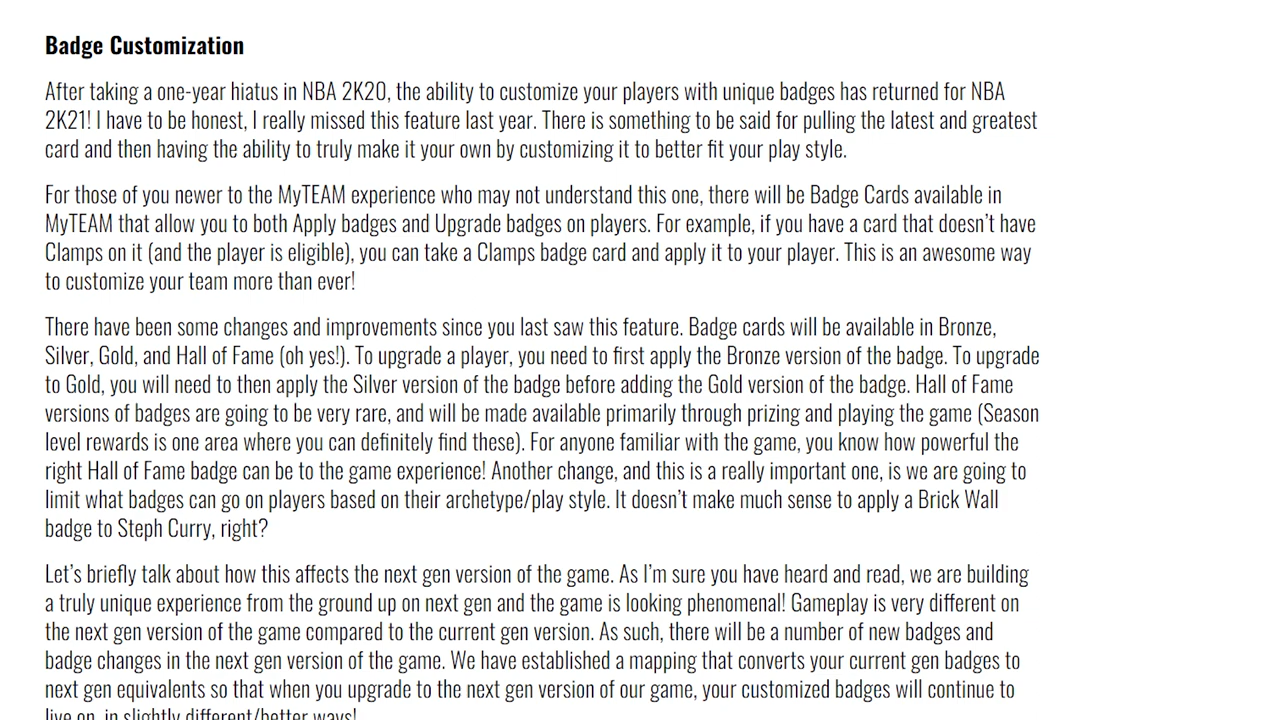 Badge Customization
After taking a one-year hiatus in NBA 2K20, the ability to customize your players with unique badges has returned for NBA
2K21! I have to be honest, I really missed this feature last year. There is something to be said for pulling the latest and greatest
card and then having the ability to truly make it your own by customizing it to better fit your play style.
For those of you newer to the MyTEAM experience who may not understand this one, there will be Badge Cards available in
MyTEAM that allow you to both Apply badges and Upgrade badges on players. For example, if you have a card that doesn’t have
Clamps on it (and the player is eligible), you can take a Clamps badge card and apply it to your player. This is an awesome way
to customize your team more than ever!
There have been some changes and improvements since you last saw this feature. Badge cards will be available in Bronze,
Silver, Gold, and Hall of Fame (oh yes!). To upgrade a player, you need to first apply the Bronze version of the badge. To upgrade
to Gold, you will need to then apply the Silver version of the badge before adding the Gold version of the badge. Hall of Fame
versions of badges are going to be very rare, and will be made available primarily through prizing and playing the game (Season
level rewards is one area where you can definitely find these). For anyone familiar with the game, you know how powerful the
right Hall of Fame badge can be to the game experience! Another change, and this is a really important one, is we are going to
limit what badges can go on players based on their archetype/play style. It doesn’t make much sense to apply a Brick Wall
badge to Steph Curry, right?
Let’s briefly talk about how this affects the next gen version of the game. As I’m sure you have heard and read, we are building
a truly unique experience from the ground up on next gen and the game is looking phenomenal! Gameplay is very different on
the next gen version of the game compared to the current gen version. As such, there will be a number of new badges and
badge changes in the next gen version of the game. We have established a mapping that converts your current gen badges to
next gen equivalents so that when you upgrade to the next gen version of our game, your customized badges will continue to
live on, in slightly different/better ways!